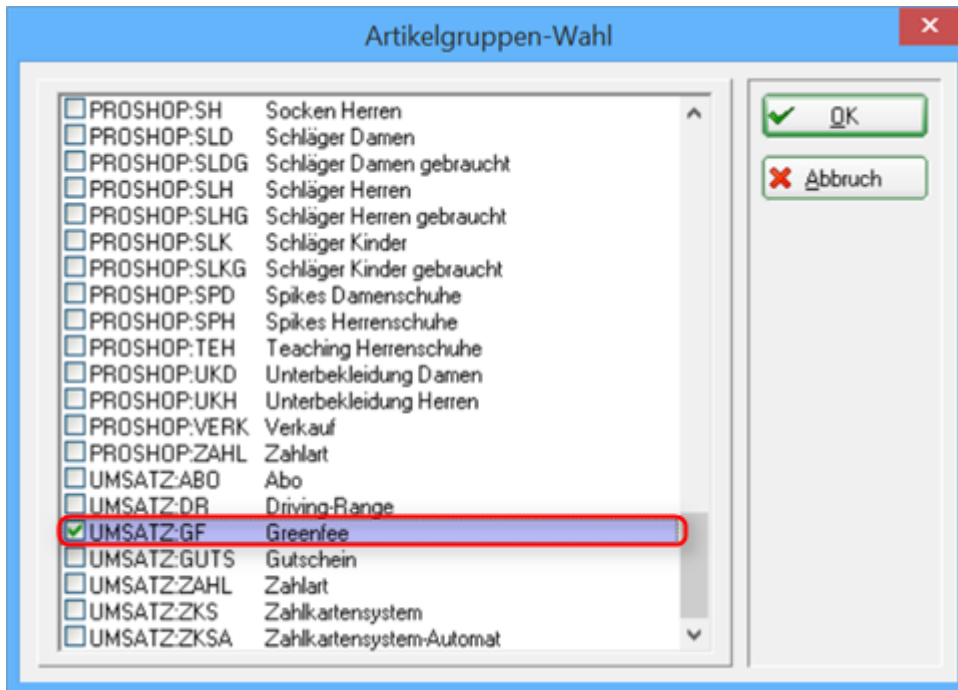 Artikelgruppen-Wahl
PROSHOP:SH Socken Herren
PROSHOP:SLD Schläger Damen
PROSHOP:SLDG Schläger Damen gebraucht
PROSHOP:SLH Schläger Herren
PROSHOP:SLHG Schläger Herren gebraucht
PROSHOP:SLK Schläger Kinder
PROSHOP:SLKG Schläger Kinder gebraucht
PROSHOP:SPD Spikes Damenschuhe
PROSHOP:SPH Spikes Herrenschuhe
PROSHOP:TEH Teaching Herrenschuhe
PROSHOP:UKD Unterbekleidung Damen
PROSHOP:UKH Unterbekleidung Herren
PROSHOP:VERK Verkauf
PROSHOP:ZAHL Zahlart
UMSATZ:ABO Abo
UMSATZ:DR Driving-Range
UMSATZ:GF Greenfee
UMSATZ:GUTS Gutschein
UMSATZ:ZAHL Zahlart
UMSATZ:ZKS Zahlkartensystem
UMSATZ:ZKSA Zahlkartensystem-Automat
OK
Abbruch